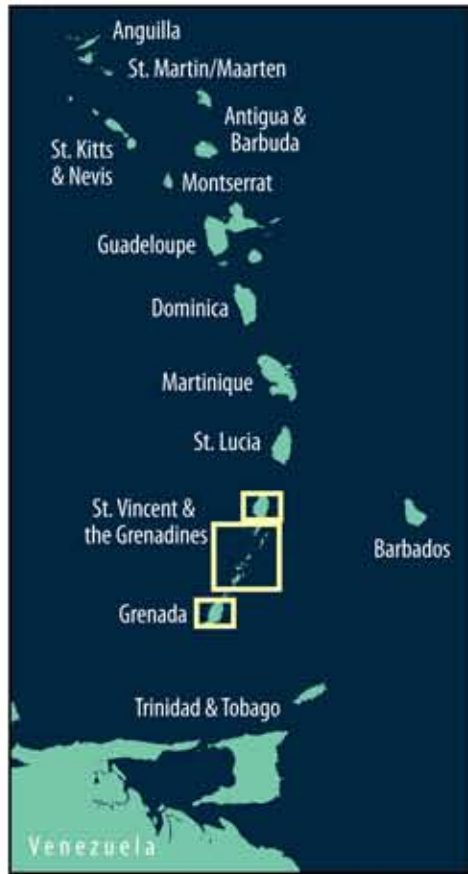 Anguilla
St. Martin/Maarten
Antigua &
Barbuda
St. Kitts
& Nevis
Montserrat
Guadeloupe
Dominica
Martinique
St. Lucia
St. Vincent &
the Grenadines
Barbados
Grenada
Trinidad & Tobago
Venezuela